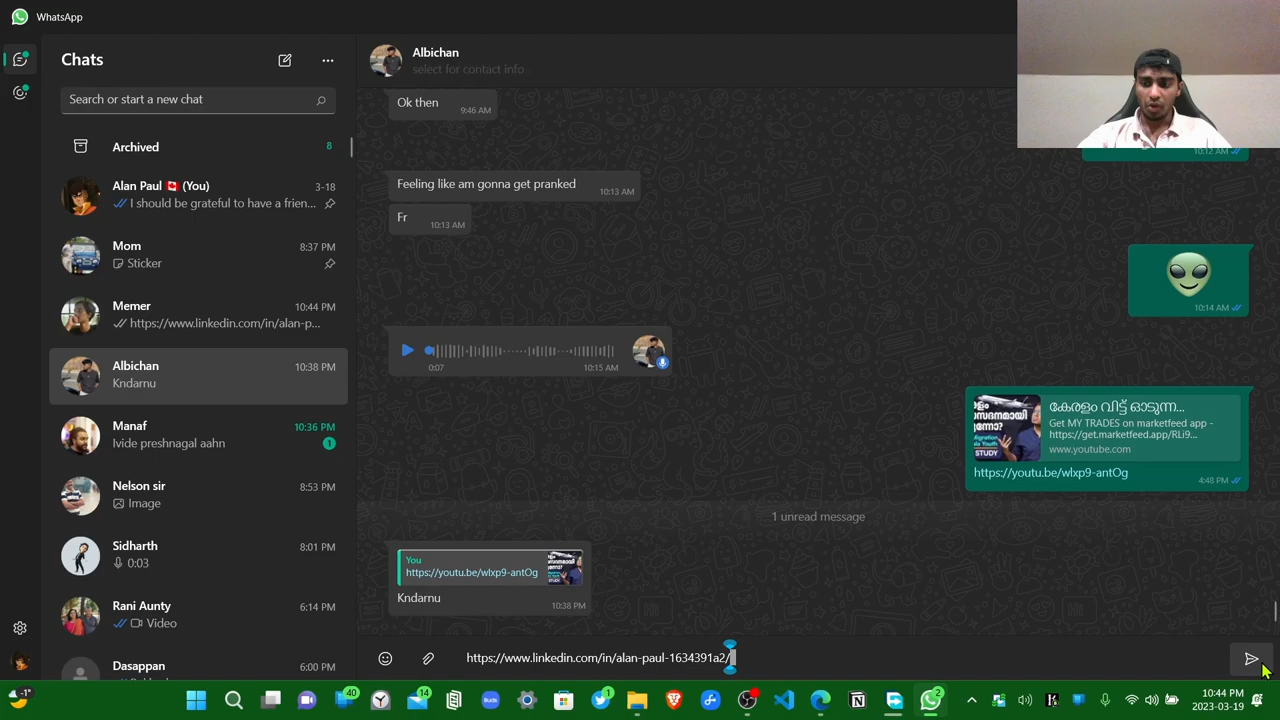 WhatsApp
Chats
Search or start a new chat
Archived
8
Alan Paul 🇨🇦 (You)
3-18
I should be grateful to have a frien...
Mom
8:37 PM
Sticker
Memer
10:44 PM
https://www.linkedin.com/in/alan-p...
Albichan
10:38 PM
Kndarnu
Manaf
10:36 PM
Ivide preshnagal aahn
1
Nelson sir
8:53 PM
Image
Sidharth
8:01 PM
0:03
Rani Aunty
6:14 PM
Video
Dasappan
6:00 PM
Albichan
select for contact info
Ok then
9:46 AM
10:12 AM
Feeling like am gonna get pranked
10:13 AM
Fr
10:13 AM
10:14 AM
0:07
10:15 AM
കേരളം വിട്ട് ഓടുന്ന...
Get MY TRADES on marketfeed app -
https://get.marketfeed.app/RLi9...
www.youtube.com
https://youtu.be/wlxp9-antOg
4:48 PM
1 unread message
You
https://youtu.be/wlxp9-antOg
Kndarnu
10:38 PM
https://www.linkedin.com/in/alan-paul-1634391a2/
-1°
40
14
1
2
10:44 PM
2023-03-19